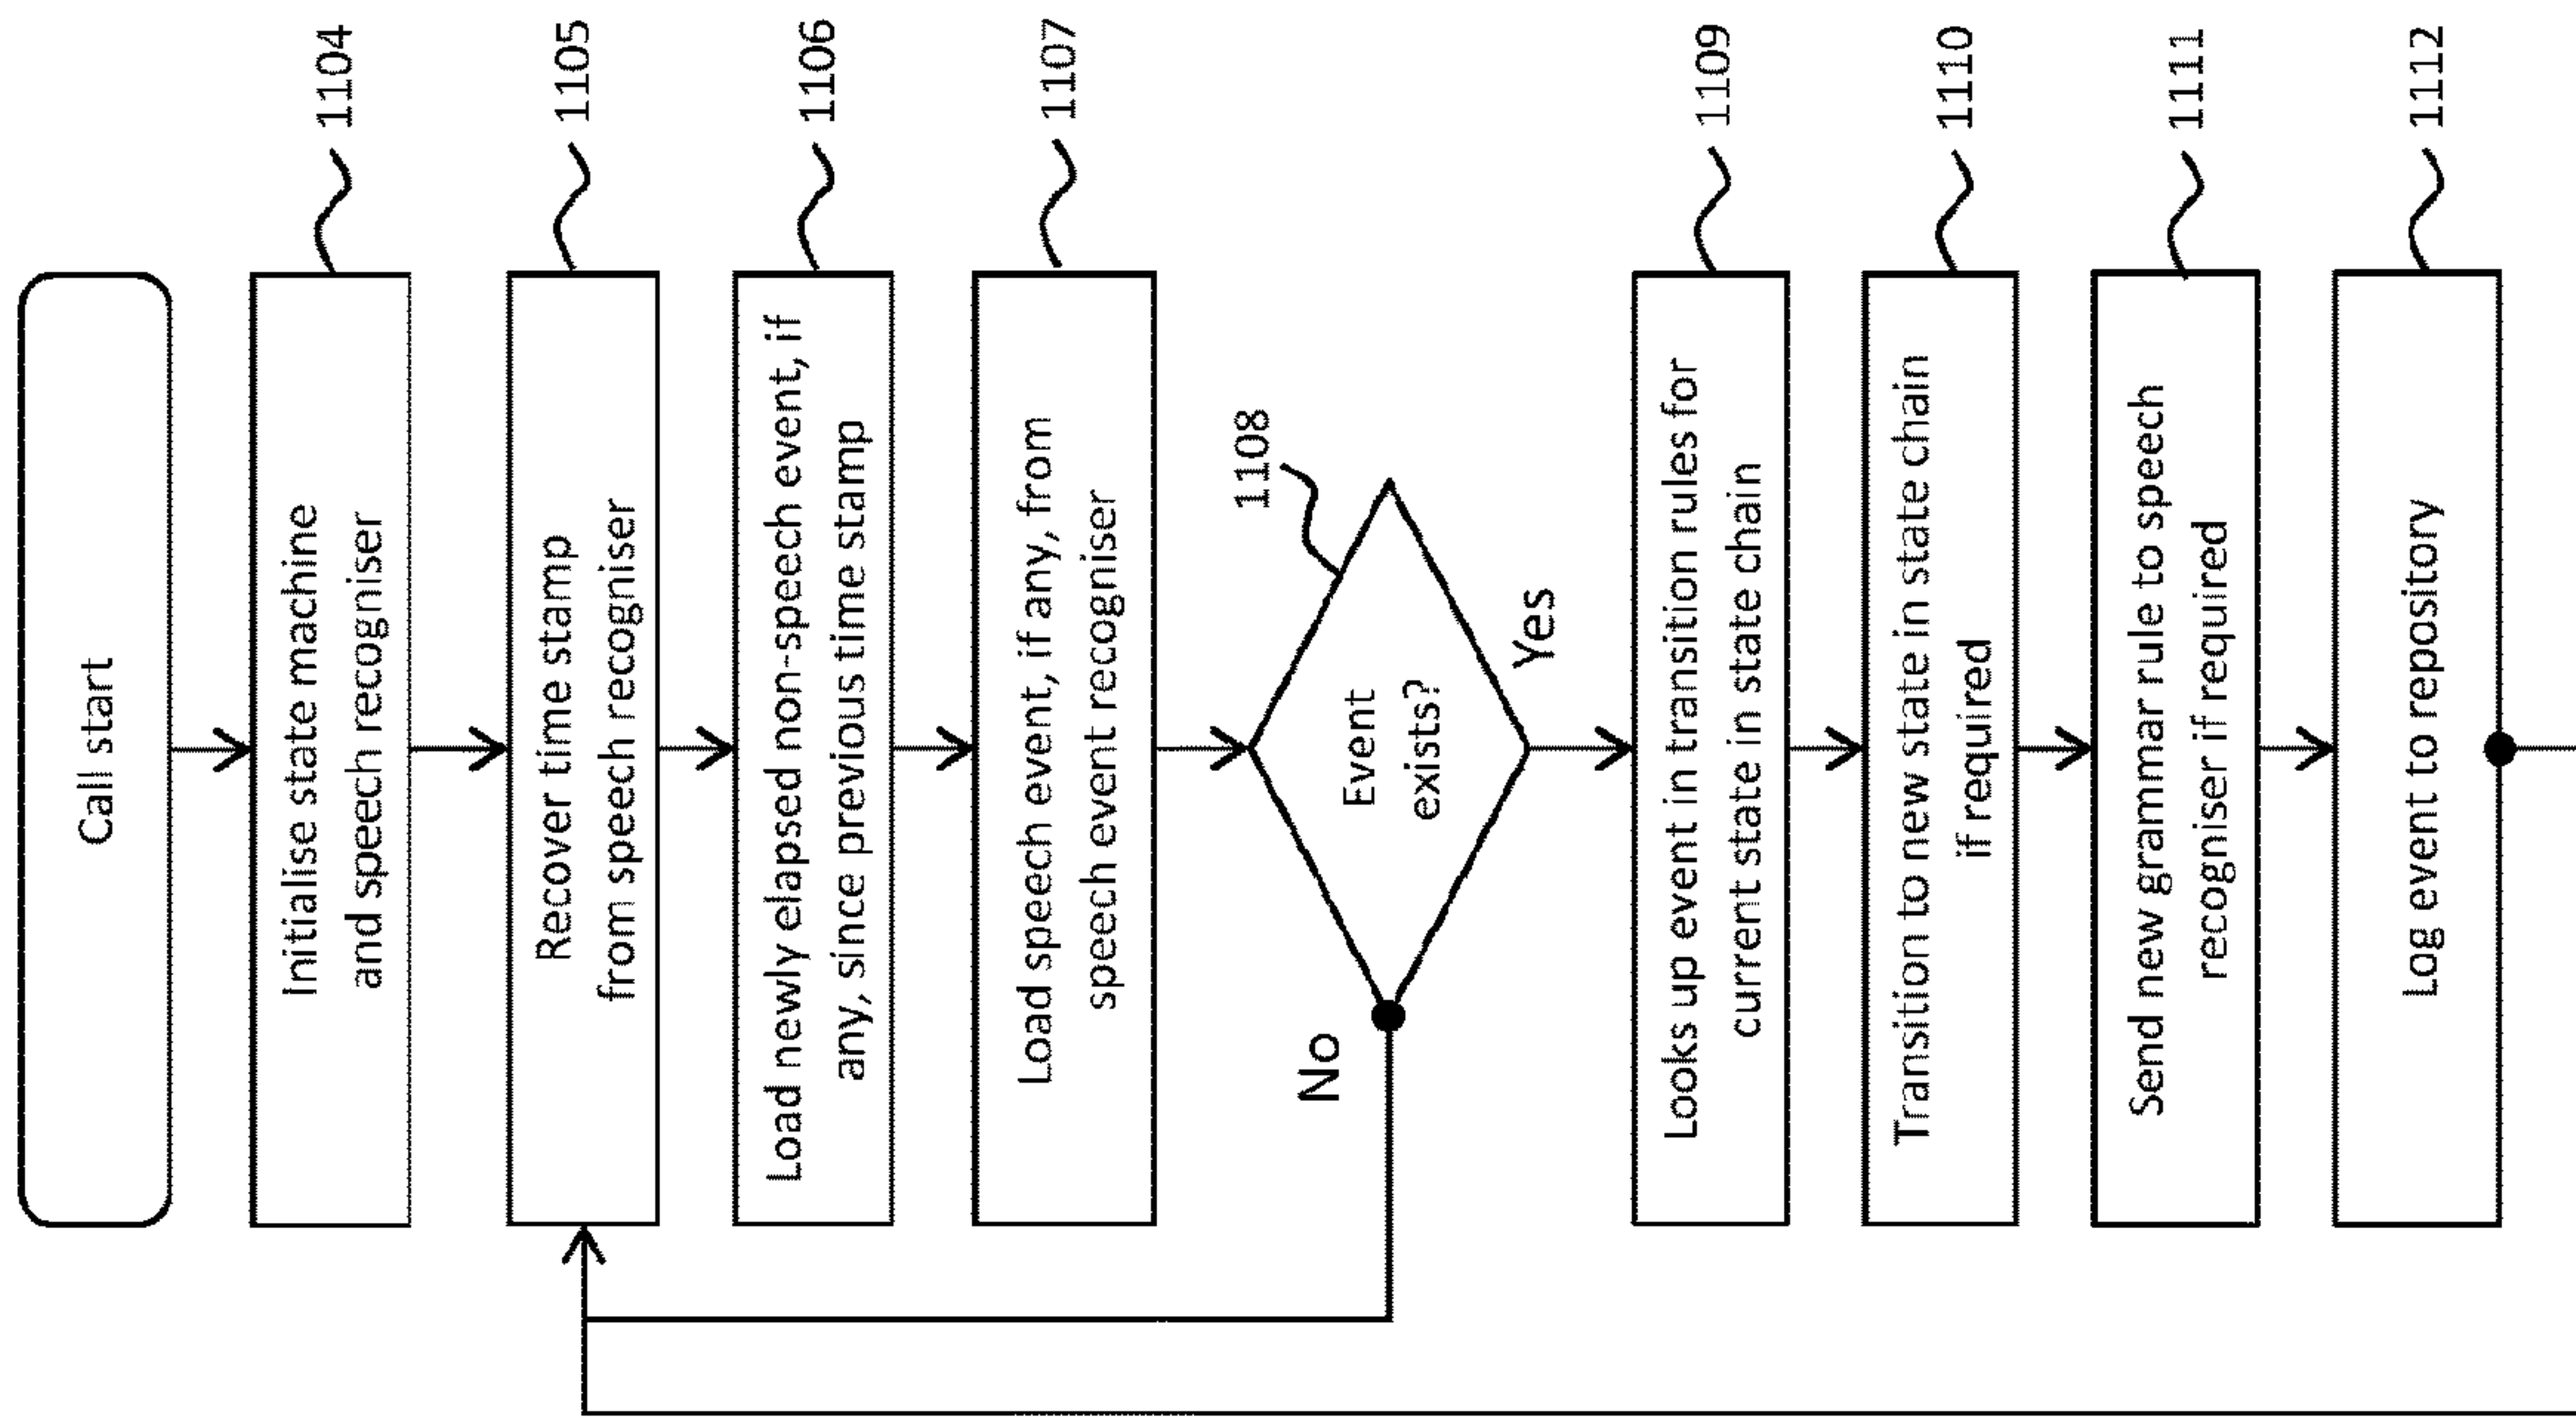 Call start
Initialise state machine
and speech recogniser
1104
Recover time stamp
from speech recogniser
1105
Load newly elapsed non-speech event, if
any, since previous time stamp
1106
Load speech event, if any, from
speech event recogniser
1107
Event
exists?
1108
No
Yes
Looks up event in transition rules for
current state in state chain
1109
Transition to new state in state chain
if required
1110
Send new grammar rule to speech
recogniser if required
1111
Log event to repository
1112